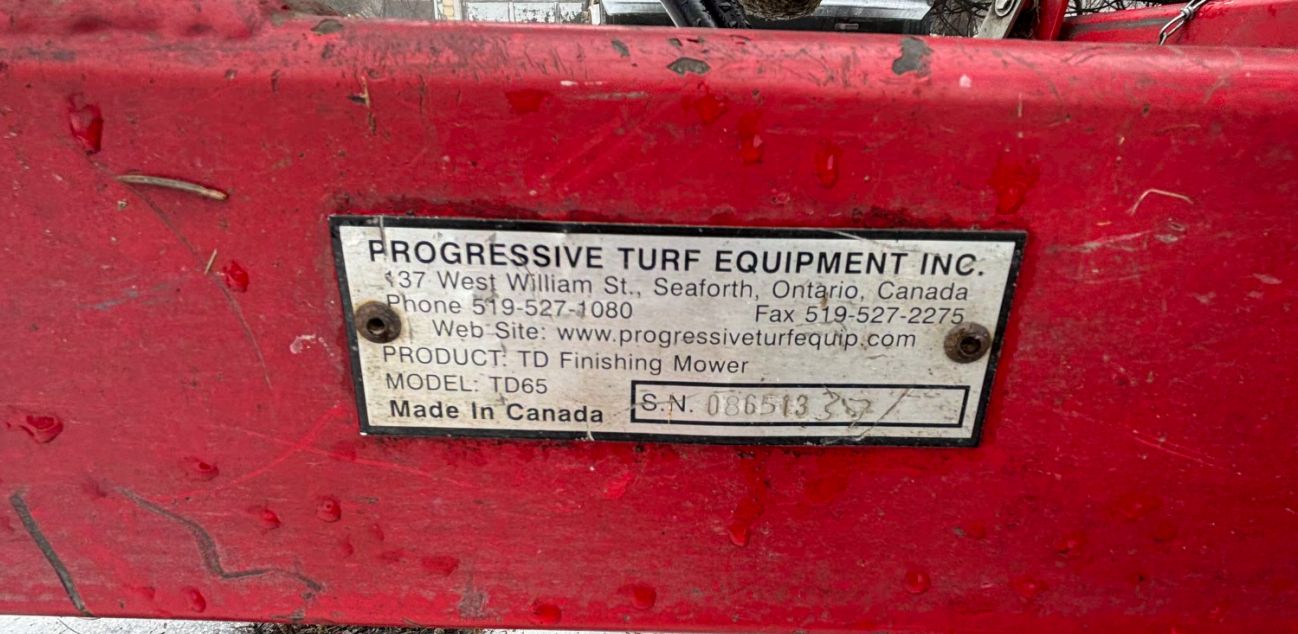 PROGRESSIVE TURF EQUIPMENT INC.
137 West William St., Seaforth, Ontario, Canada
Phone 519-527-1080 Fax 519-527-2275
Web Site: www.progressiveturfequip.com
PRODUCT: TD Finishing Mower
MODEL: TD65
Made In Canada
S.N.